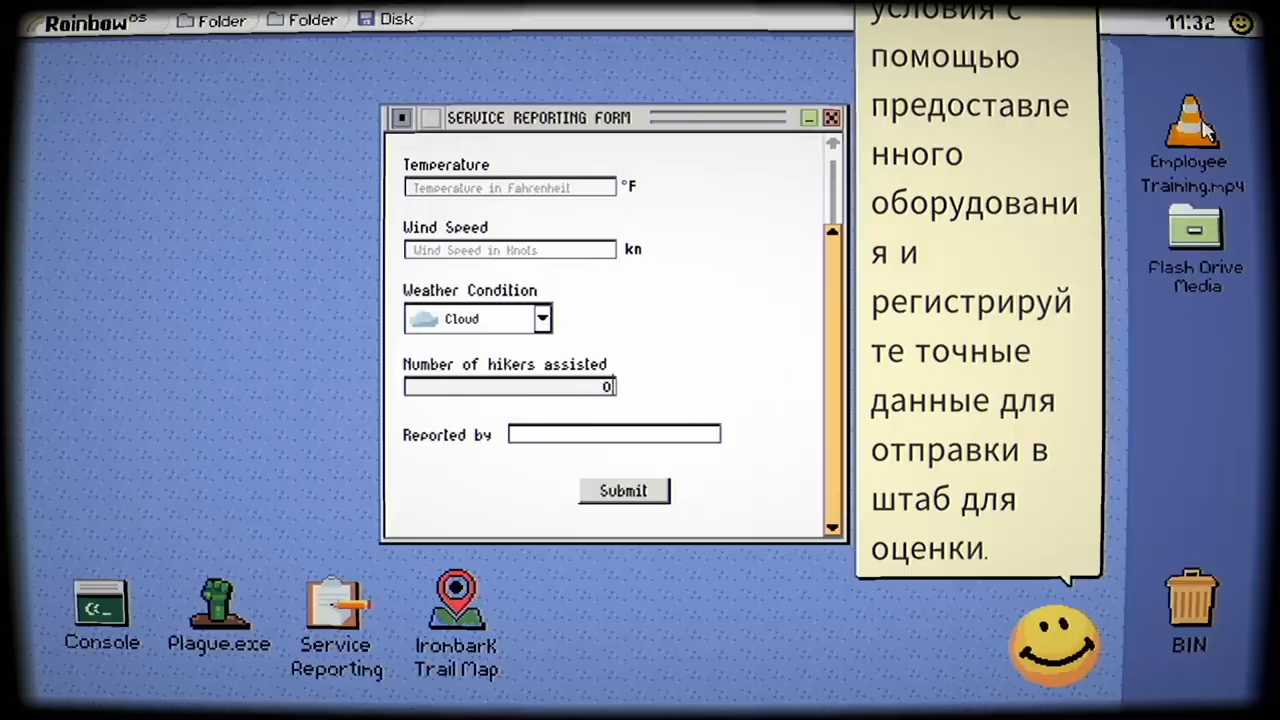 Rainbow OS
Folder
Folder
Disk
11:32
SERVICE REPORTING FORM
Temperature
Temperature in Fahrenheit
°F
Wind Speed
Wind Speed in Knots
kn
Weather Condition
Cloud
Number of hikers assisted
0
Reported by
Submit
условия с
помощью
предоставле
нного
оборудовани
я и
регистрируй
те точные
данные для
отправки в
штаб для
оценки.
Employee
Training.mp4
Flash Drive
Media
Console
Plague.exe
Service
Reporting
Ironbark
Trail Map
BIN